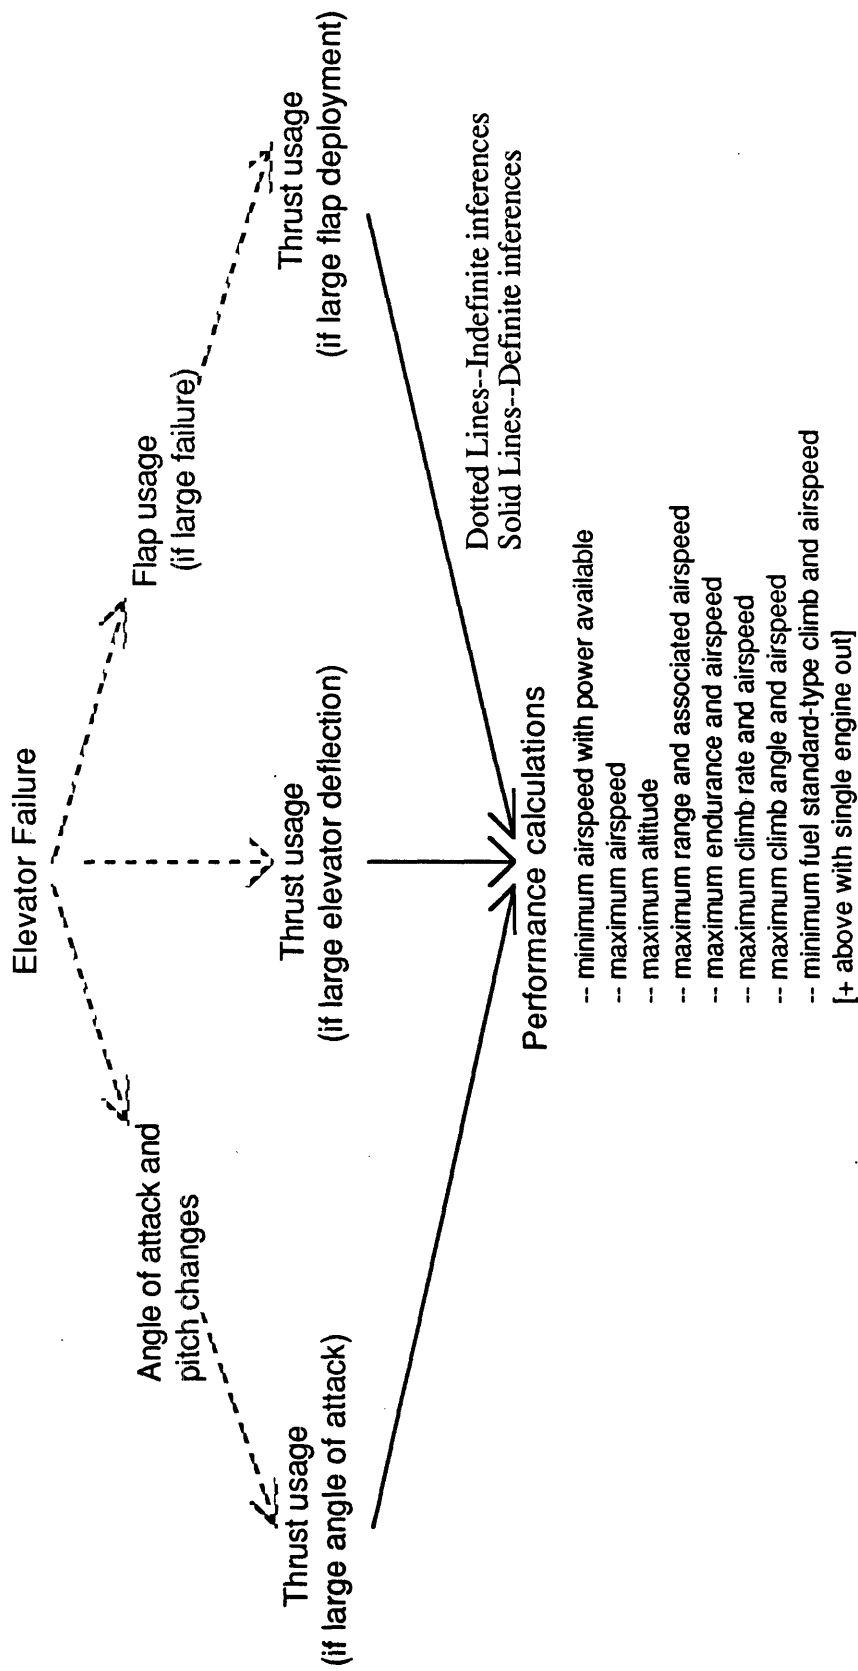 Elevator Failure
Angle of attack and
pitch changes
Flap usage
(if large failure)
Thrust usage
(if large angle of attack)
Thrust usage
(if large elevator deflection)
Thrust usage
(if large flap deployment)
Dotted Lines--Indefinite inferences
Solid Lines--Definite inferences
Performance calculations
-- minimum airspeed with power available
-- maximum airspeed
-- maximum altitude
-- maximum range and associated airspeed
-- maximum endurance and airspeed
-- maximum climb rate and airspeed
-- maximum climb angle and airspeed
-- minimum fuel standard-type climb and airspeed
[+ above with single engine out]